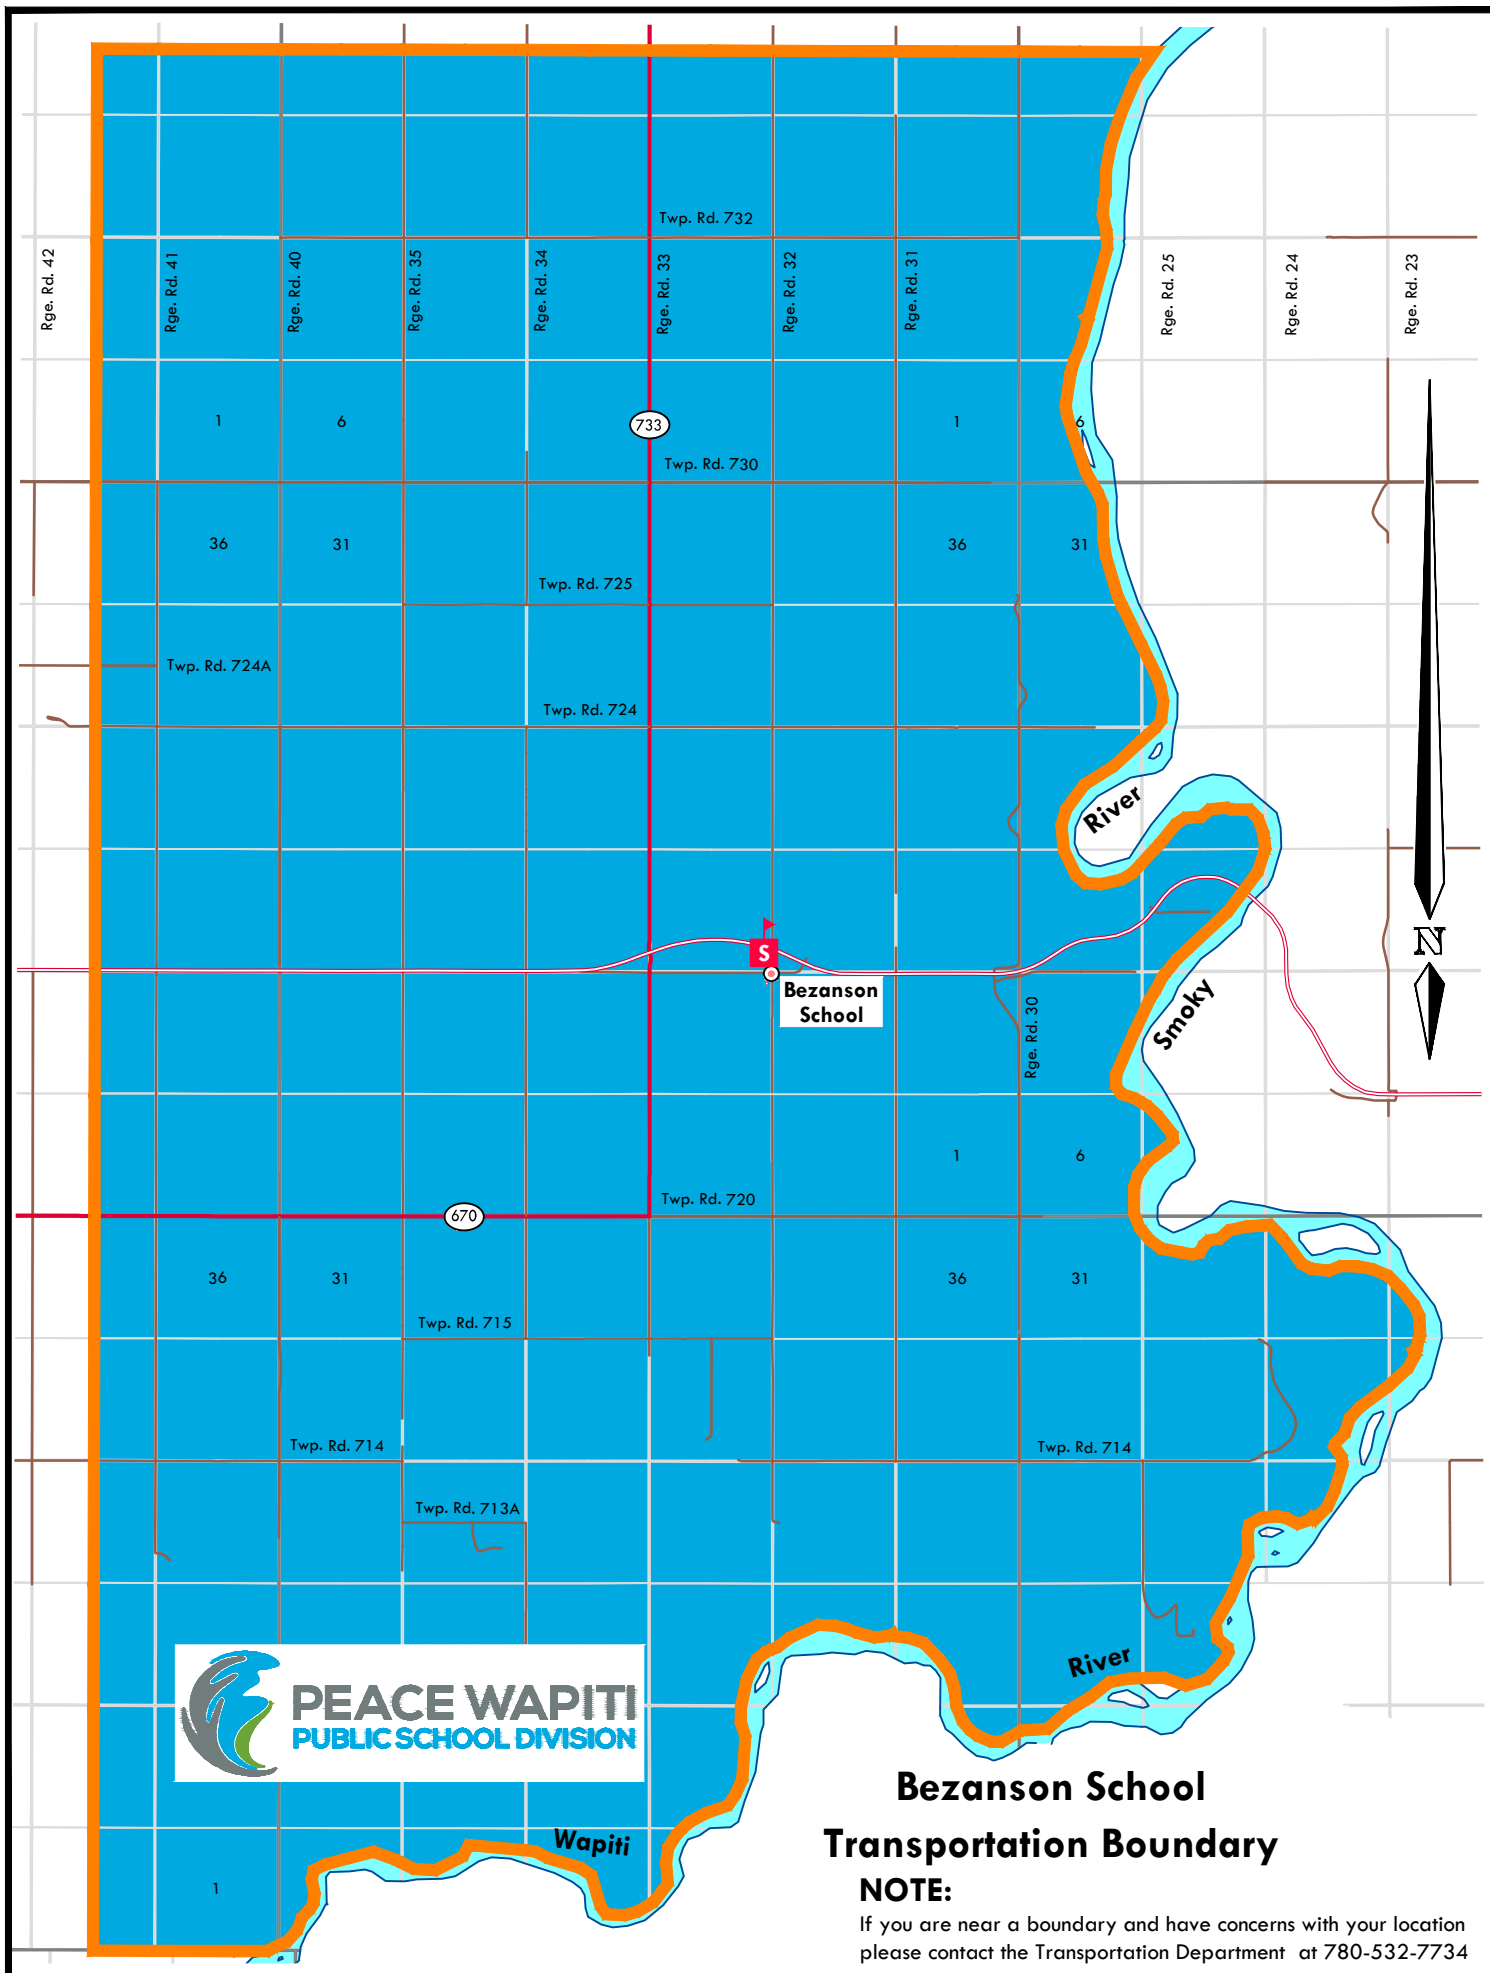 Twp. Rd. 732
Rge. Rd. 42
Rge. Rd. 41
Rge. Rd. 40
Rge. Rd. 35
Rge. Rd. 34
Rge. Rd. 33
Rge. Rd. 32
Rge. Rd. 31
Rge. Rd. 25
Rge. Rd. 24
Rge. Rd. 23
1
6
733
1
6
Twp. Rd. 730
36
31
36
31
Twp. Rd. 725
Twp. Rd. 724A
Twp. Rd. 724
River
N
S
Bezanson
School
Smoky
Rge. Rd. 30
1
6
Twp. Rd. 720
670
36
31
36
31
Twp. Rd. 715
Twp. Rd. 714
Twp. Rd. 714
Twp. Rd. 713A
River
PEACE WAPITI
PUBLIC SCHOOL DIVISION
Wapiti
1
Bezanson School
Transportation Boundary
NOTE:
If you are near a boundary and have concerns with your location
please contact the Transportation Department at 780-532-7734